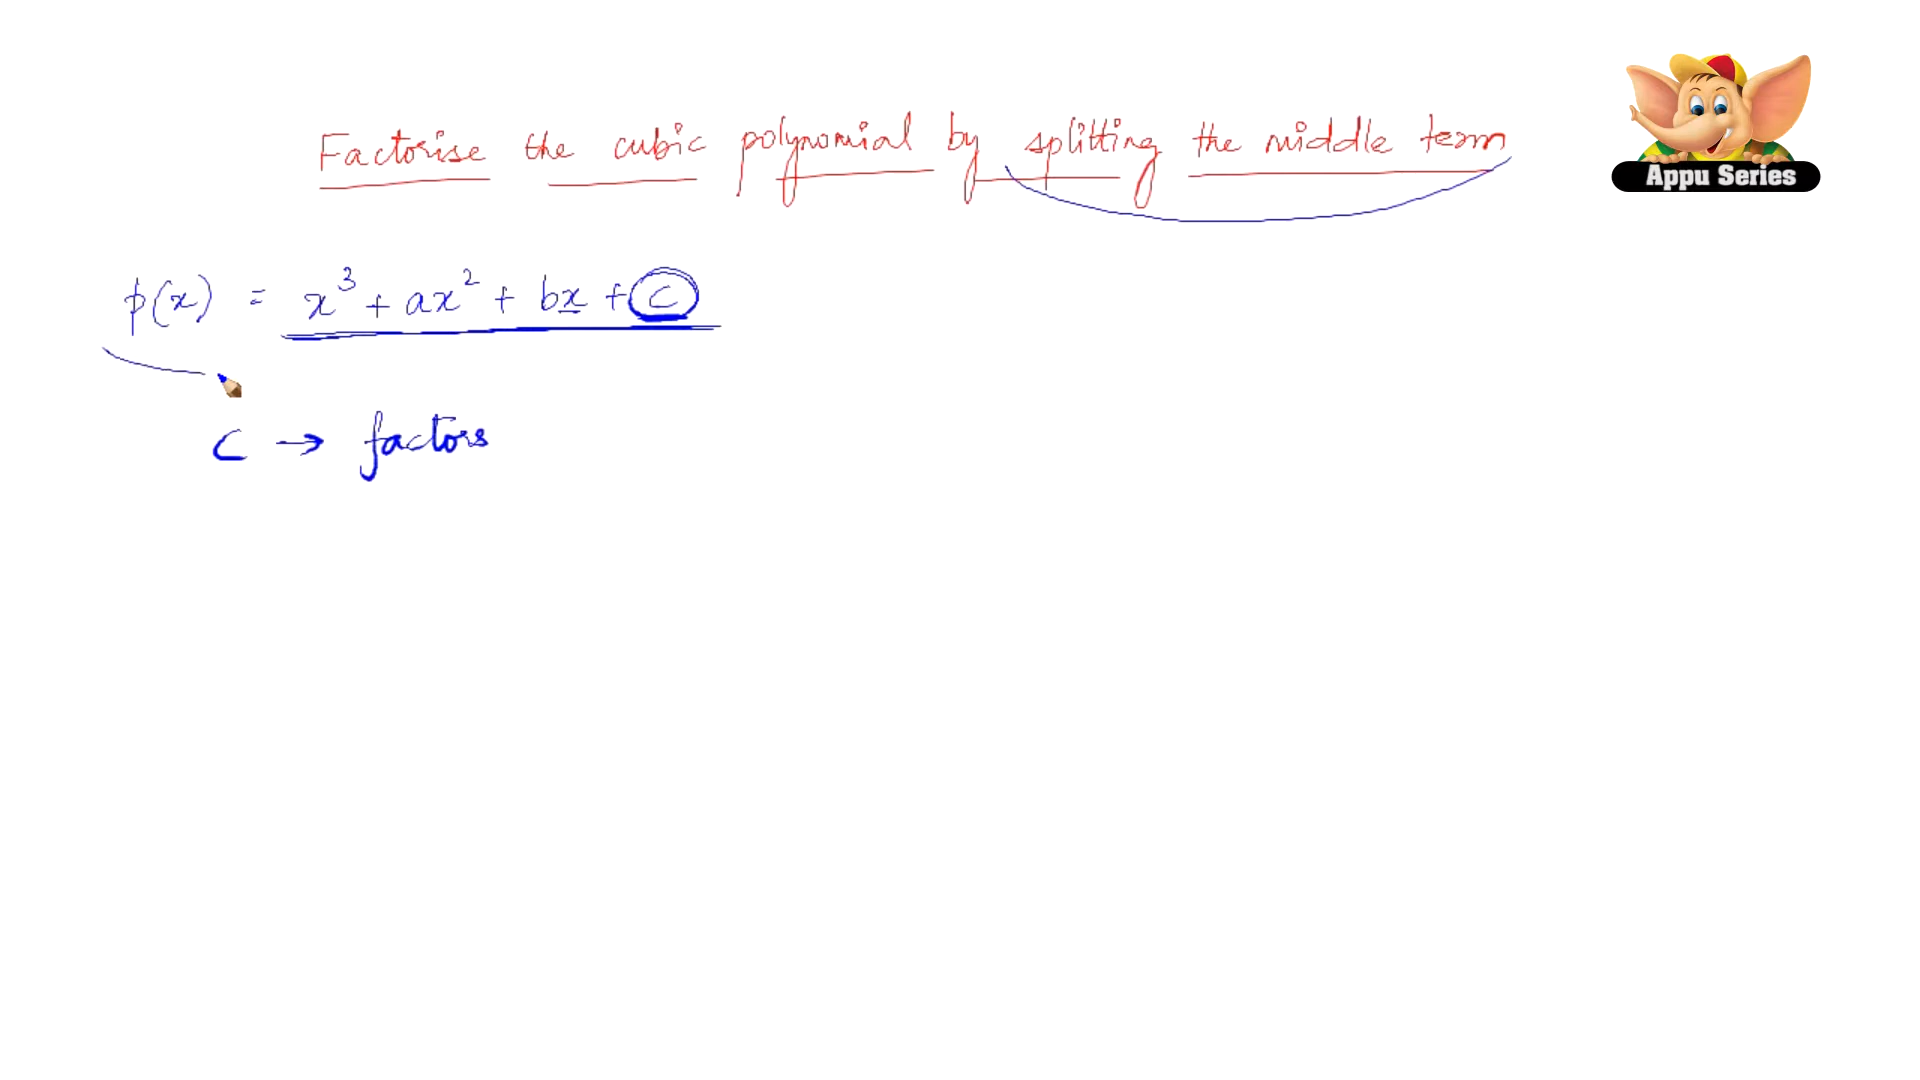 Factorise the cubic polynomial by splitting the middle term
Appu Series
p(x) = x³ + ax² + bx + c
c → factors